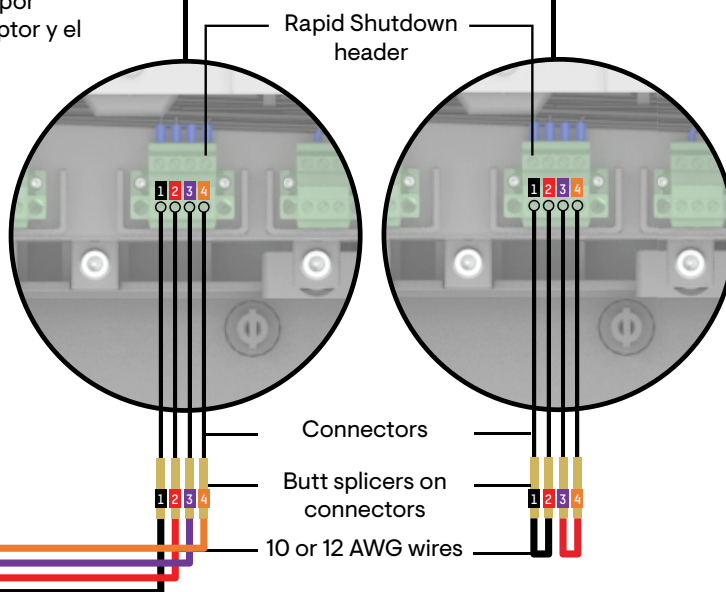 por
ptor y el
Rapid Shutdown
header
1 2 3 4
1 2 3 4
Connectors
Butt splicers on
connectors
1 2 3 4
1 2 3 4
10 or 12 AWG wires